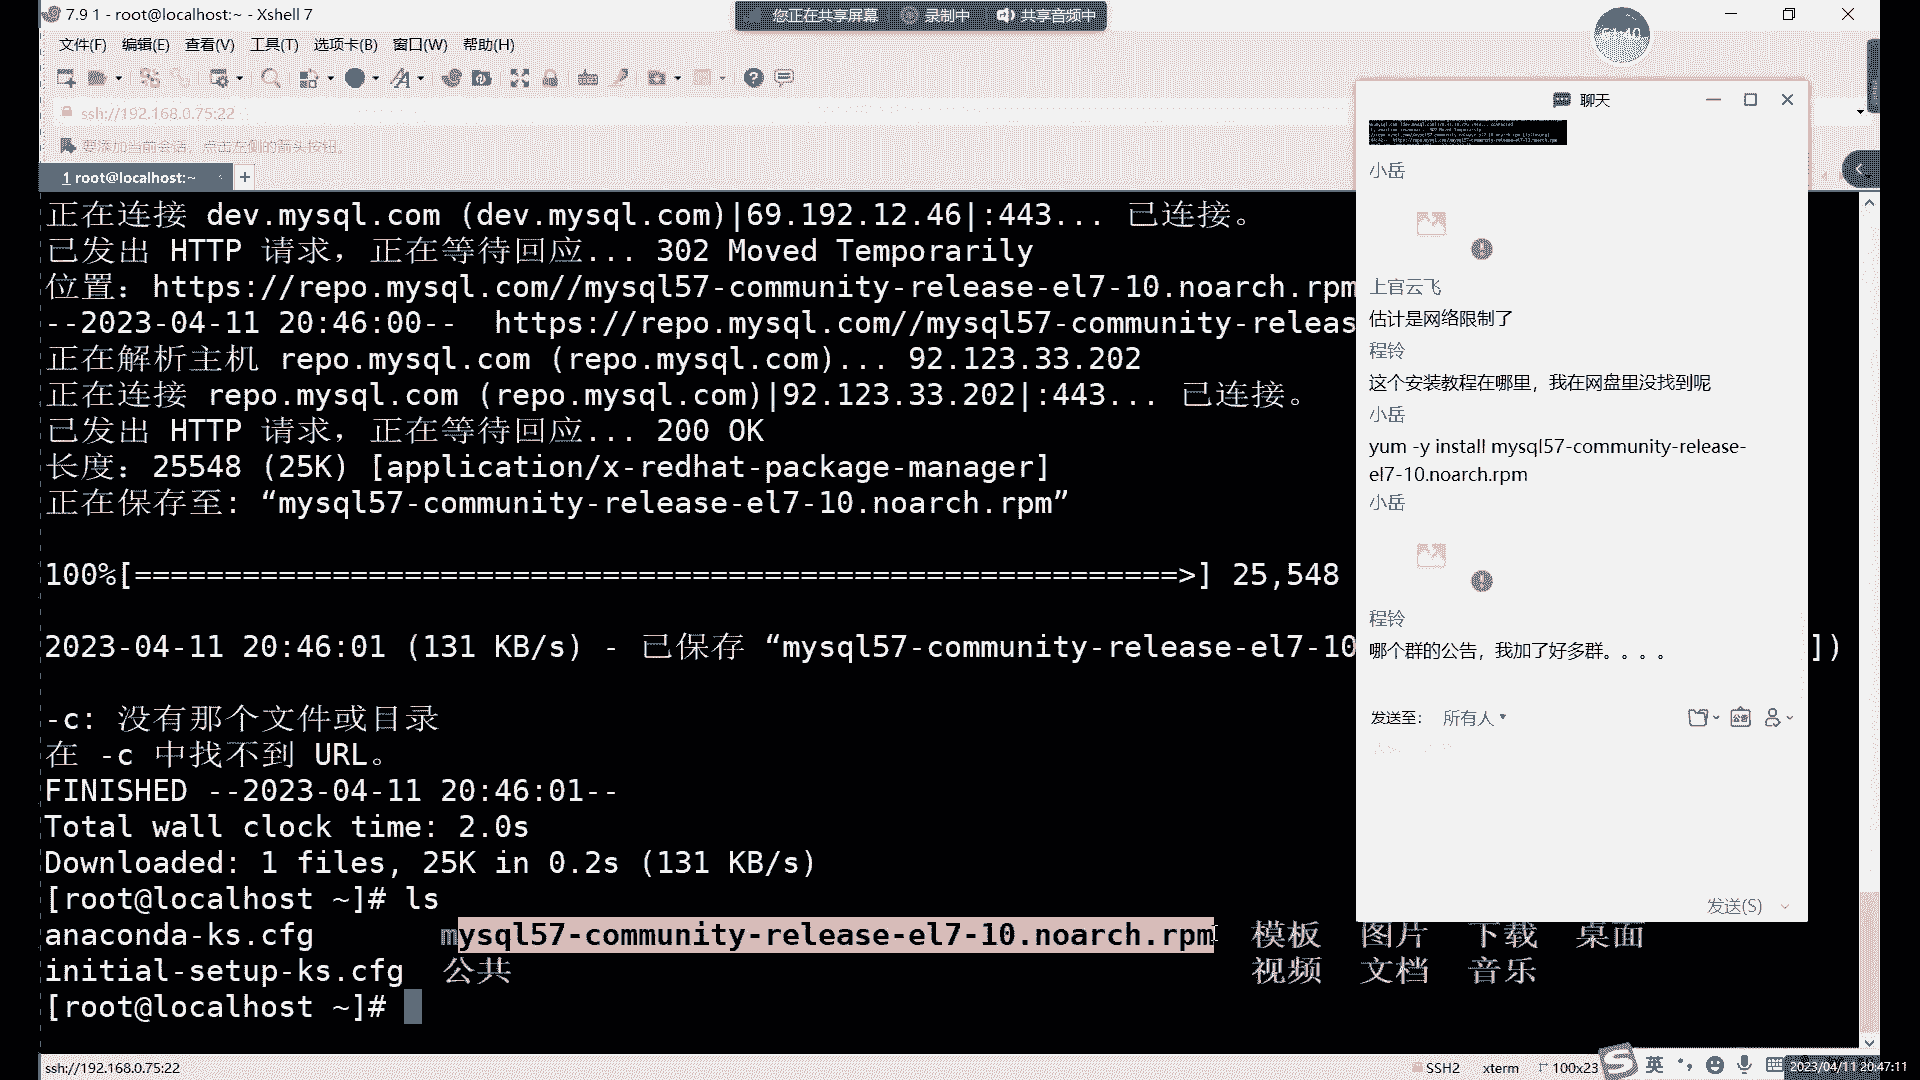 7.9 1 - root@localhost:~ - Xshell 7
您正在共享屏幕 录制中 共享音频中
61:40
文件(F) 编辑(E) 查看(V) 工具(T) 选项卡(B) 窗口(W) 帮助(H)
ssh://192.168.0.75:22
要添加当前会话，点击左侧的箭头按钮。
1 root@localhost:~
正在连接 dev.mysql.com (dev.mysql.com)|69.192.12.46|:443... 已连接。
已发出 HTTP 请求，正在等待回应... 302 Moved Temporarily
位置：https://repo.mysql.com//mysql57-community-release-el7-10.noarch.rpm
--2023-04-11 20:46:00-- https://repo.mysql.com//mysql57-community-releas
正在解析主机 repo.mysql.com (repo.mysql.com)... 92.123.33.202
正在连接 repo.mysql.com (repo.mysql.com)|92.123.33.202|:443... 已连接。
已发出 HTTP 请求，正在等待回应... 200 OK
长度：25548 (25K) [application/x-redhat-package-manager]
正在保存至: “mysql57-community-release-el7-10.noarch.rpm”
100%[==========================================================>] 25,548
2023-04-11 20:46:01 (131 KB/s) - 已保存 “mysql57-community-release-el7-10 ])
-c: 没有那个文件或目录
在 -c 中找不到 URL。
FINISHED --2023-04-11 20:46:01--
Total wall clock time: 2.0s
Downloaded: 1 files, 25K in 0.2s (131 KB/s)
[root@localhost ~]# ls
anaconda-ks.cfg mysql57-community-release-el7-10.noarch.rpm 模板 图片 下载 桌面
initial-setup-ks.cfg 公共 视频 文档 音乐
[root@localhost ~]#
聊天
小岳
上官云飞
估计是网络限制了
程铃
这个安装教程在哪里，我在网盘里没找到呢
小岳
yum -y install mysql57-community-release-
el7-10.noarch.rpm
小岳
程铃
哪个群的公告，我加了好多群。。。。
发送至： 所有人
公告
发送(S)
ssh://192.168.0.75:22 SSH2 xterm 100x23 英 2023/04/11 20:47:11